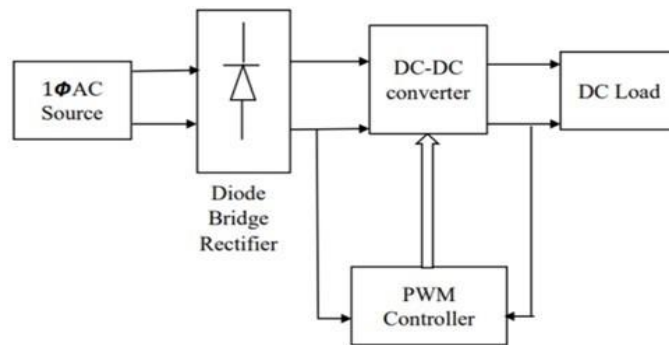 1𝜱AC
Source
Diode
Bridge
Rectifier
DC-DC
converter
DC Load
PWM
Controller